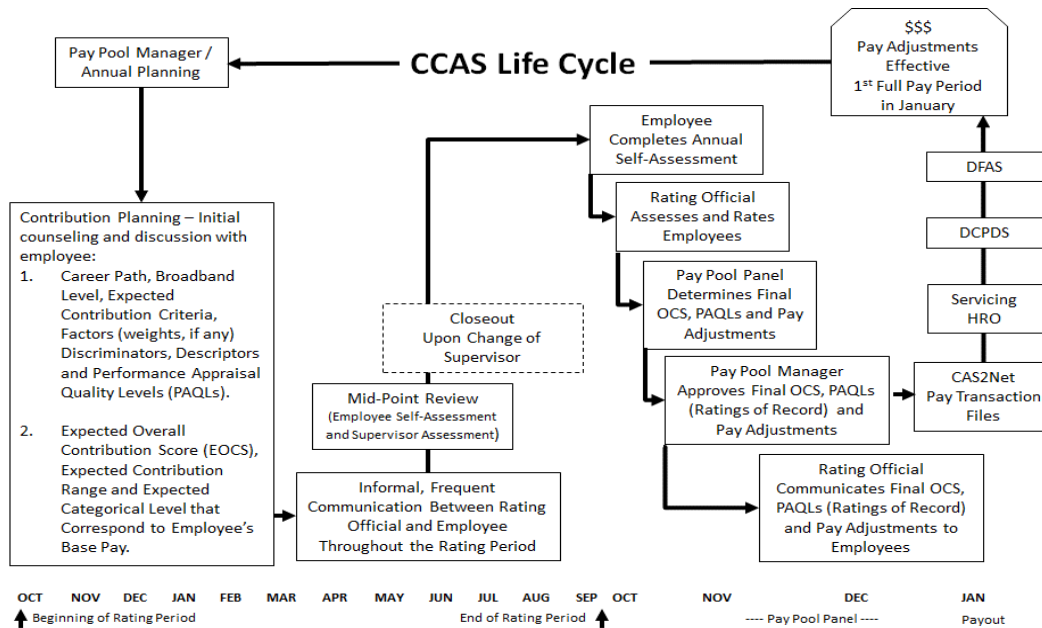 CCAS Life Cycle
Pay Pool Manager /
Annual Planning
$$$
Pay Adjustments
Effective
1st Full Pay Period
in January
Contribution Planning – Initial
counseling and discussion with
employee:
1. Career Path, Broadband
Level, Expected
Contribution Criteria,
Factors (weights, if any)
Discriminators, Descriptors
and Performance Appraisal
Quality Levels (PAQLs).
2. Expected Overall
Contribution Score (EOCS),
Expected Contribution
Range and Expected
Categorical Level that
Correspond to Employee’s
Base Pay.
Informal, Frequent
Communication Between Rating
Official and Employee
Throughout the Rating Period
Mid-Point Review
(Employee Self-Assessment
and Supervisor Assessment)
Closeout
Upon Change of
Supervisor
Employee
Completes Annual
Self-Assessment
Rating Official
Assesses and Rates
Employees
Pay Pool Panel
Determines Final
OCS, PAQLs and Pay
Adjustments
Pay Pool Manager
Approves Final OCS, PAQLs
(Ratings of Record) and
Pay Adjustments
Rating Official
Communicates Final OCS,
PAQLs (Ratings of Record)
and Pay Adjustments to
Employees
CAS2Net
Pay Transaction
Files
Servicing
HRO
DCPDS
DFAS
OCT NOV DEC JAN FEB MAR APR MAY JUN JUL AUG SEP OCT NOV DEC JAN
Beginning of Rating Period End of Rating Period ---- Pay Pool Panel ---- Payout